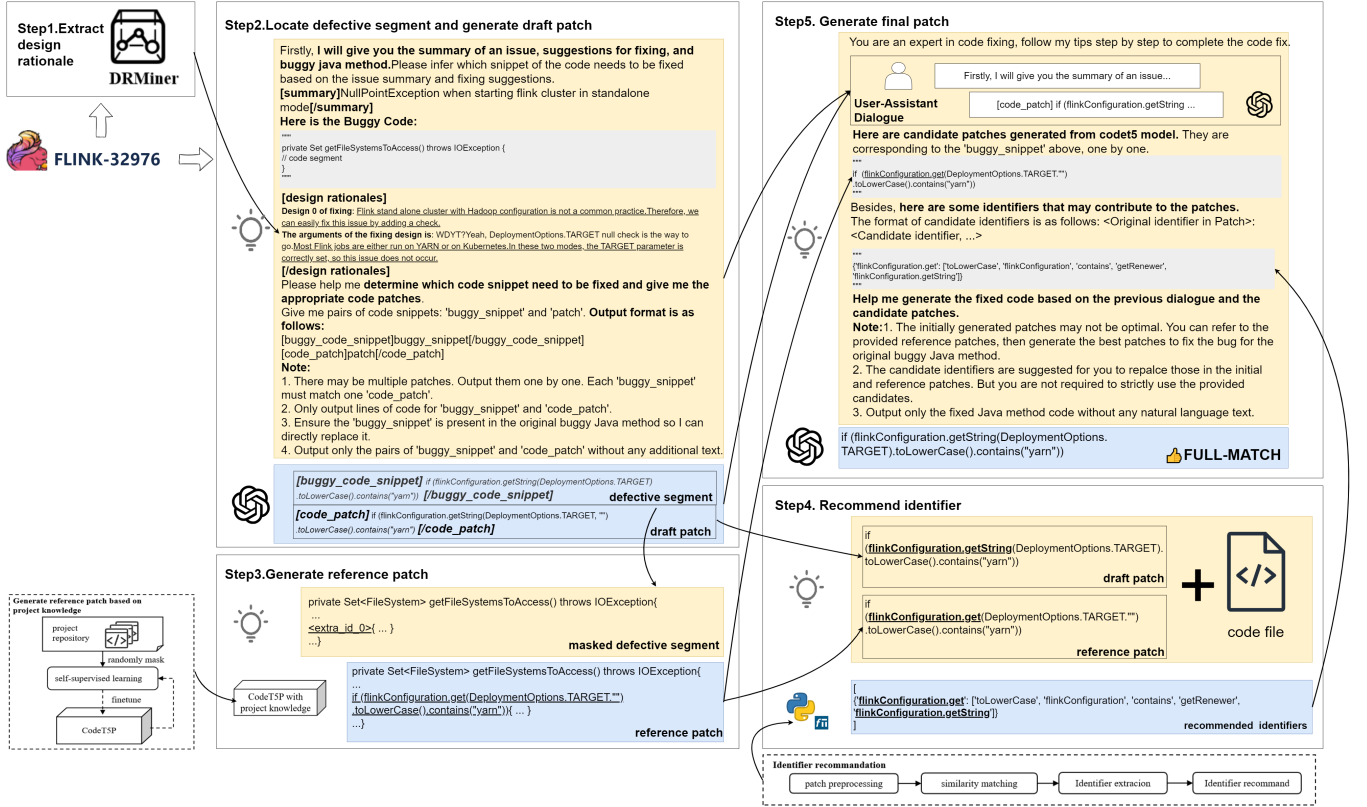 Step1.Extract
design
rationale
DRMiner
FLINK-32976
Step2.Locate defective segment and generate draft patch
Firstly, I will give you the summary of an issue, suggestions for fixing, and
buggy java method.Please infer which snippet of the code needs to be fixed
based on the issue summary and fixing suggestions.
[summary]NullPointException when starting flink cluster in standalone
mode[/summary]
Here is the Buggy Code:
"""
private Set getFileSystemsToAccess() throws IOException {
// code segment
}
"""
[design rationales]
Design 0 of fixing: Flink stand alone cluster with Hadoop configuration is not a common practice.Therefore, we
can easily fix this issue by adding a check.
The arguments of the fixing design is: WDYT?Yeah, DeploymentOptions.TARGET null check is the way to
go.Most Flink jobs are either run on YARN or on Kubernetes.In these two modes, the TARGET parameter is
correctly set, so this issue does not occur.
[/design rationales]
Please help me determine which code snippet need to be fixed and give me the
appropriate code patches.
Give me pairs of code snippets: 'buggy_snippet' and 'patch'. Output format is as
follows:
[buggy_code_snippet]buggy_snippet[/buggy_code_snippet]
[code_patch]patch[/code_patch]
Note:
1. There may be multiple patches. Output them one by one. Each 'buggy_snippet'
must match one 'code_patch'.
2. Only output lines of code for 'buggy_snippet' and 'code_patch'.
3. Ensure the 'buggy_snippet' is present in the original buggy Java method so I can
directly replace it.
4. Output only the pairs of 'buggy_snippet' and 'code_patch' without any additional text.
[buggy_code_snippet] if (flinkConfiguration.getString(DeploymentOptions.TARGET)
.toLowerCase().contains("yarn")) [/buggy_code_snippet]
defective segment
[code_patch] if (flinkConfiguration.getString(DeploymentOptions.TARGET, "")
.toLowerCase().contains("yarn") [/code_patch]
draft patch
Step3.Generate reference patch
private Set<FileSystem> getFileSystemsToAccess() throws IOException{
...
<extra_id_0>{ ... }
...}
masked defective segment
private Set<FileSystem> getFileSystemsToAccess() throws IOException{
...
if (flinkConfiguration.get(DeploymentOptions.TARGET."")
.toLowerCase().contains("yarn"){ ... }
...}
reference patch
Generate reference patch based on
project knowledge
project
repository
randomly mask
self-supervised learning
finetune
CodeT5P
CodeT5P with
project knowledge
Step5. Generate final patch
You are an expert in code fixing, follow my tips step by step to complete the code fix.
Firstly, I will give you the summary of an issue...
User-Assistant
Dialogue
[code_patch] if (flinkConfiguration.getString ...
Here are candidate patches generated from codet5 model. They are
corresponding to the 'buggy_snippet' above, one by one.
"""
if (flinkConfiguration.get(DeploymentOptions.TARGET."")
.toLowerCase().contains("yarn"))
"""
Besides, here are some identifiers that may contribute to the patches.
The format of candidate identifiers is as follows: <Original identifier in Patch>:
<Candidate identifier, ...>
"""
{'flinkConfiguration.get': ['toLowerCase', 'flinkConfiguration', 'contains', 'getRenewer',
'flinkConfiguration.getString']}
"""
Help me generate the fixed code based on the previous dialogue and the
candidate patches.
Note:1. The initially generated patches may not be optimal. You can refer to the
provided reference patches, then generate the best patches to fix the bug for the
original buggy Java method.
2. The candidate identifiers are suggested for you to repalce those in the initial
and reference patches. But you are not required to strictly use the provided
candidates.
3. Output only the fixed Java method code without any natural language text.
if (flinkConfiguration.getString(DeploymentOptions.
TARGET).toLowerCase().contains("yarn"))
FULL-MATCH
Step4. Recommend identifier
if
(flinkConfiguration.getString(DeploymentOptions.TARGET).
toLowerCase().contains("yarn"))
draft patch
if
(flinkConfiguration.get(DeploymentOptions.TARGET."")
.toLowerCase().contains("yarn"))
reference patch
code file
[
{'flinkConfiguration.get': ['toLowerCase', 'flinkConfiguration', 'contains', 'getRenewer',
'flinkConfiguration.getString']}
]
recommended identifiers
Identifier recommandation
patch preprocessing
similarity matching
Identifier extracion
Identifier recommand